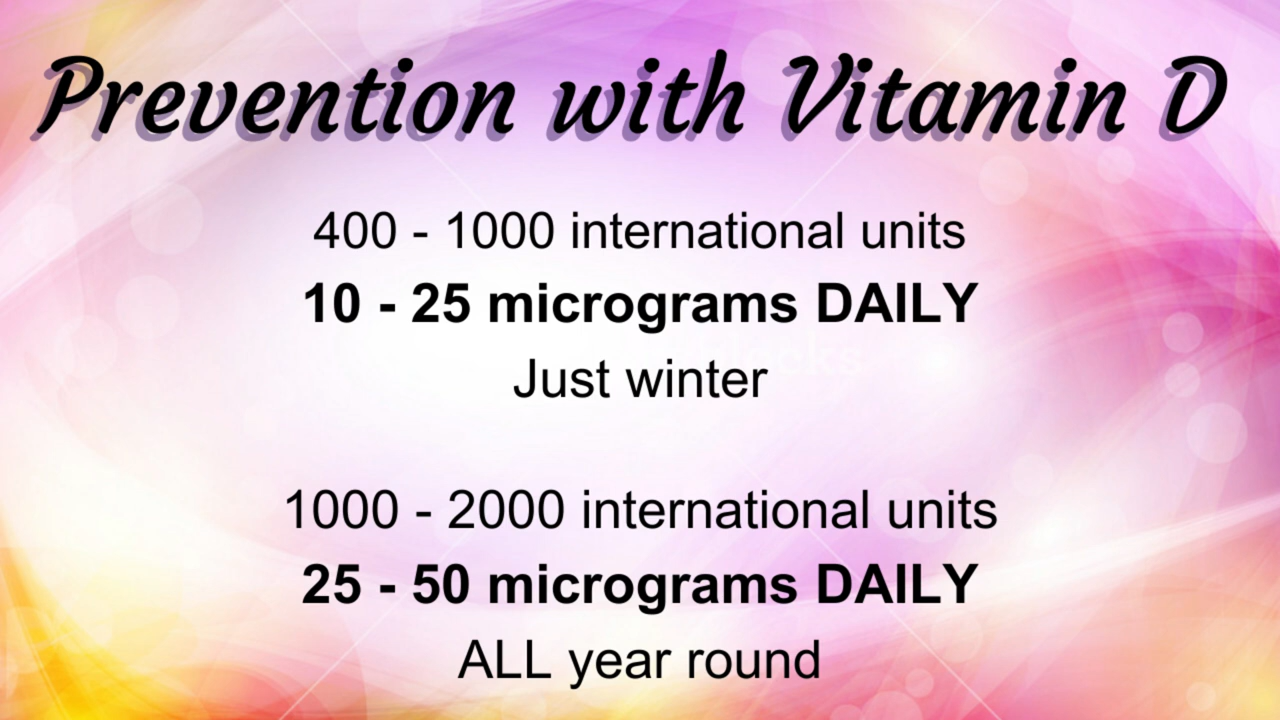 Prevention with Vitamin D
400 - 1000 international units
10 - 25 micrograms DAILY
Just winter
1000 - 2000 international units
25 - 50 micrograms DAILY
ALL year round